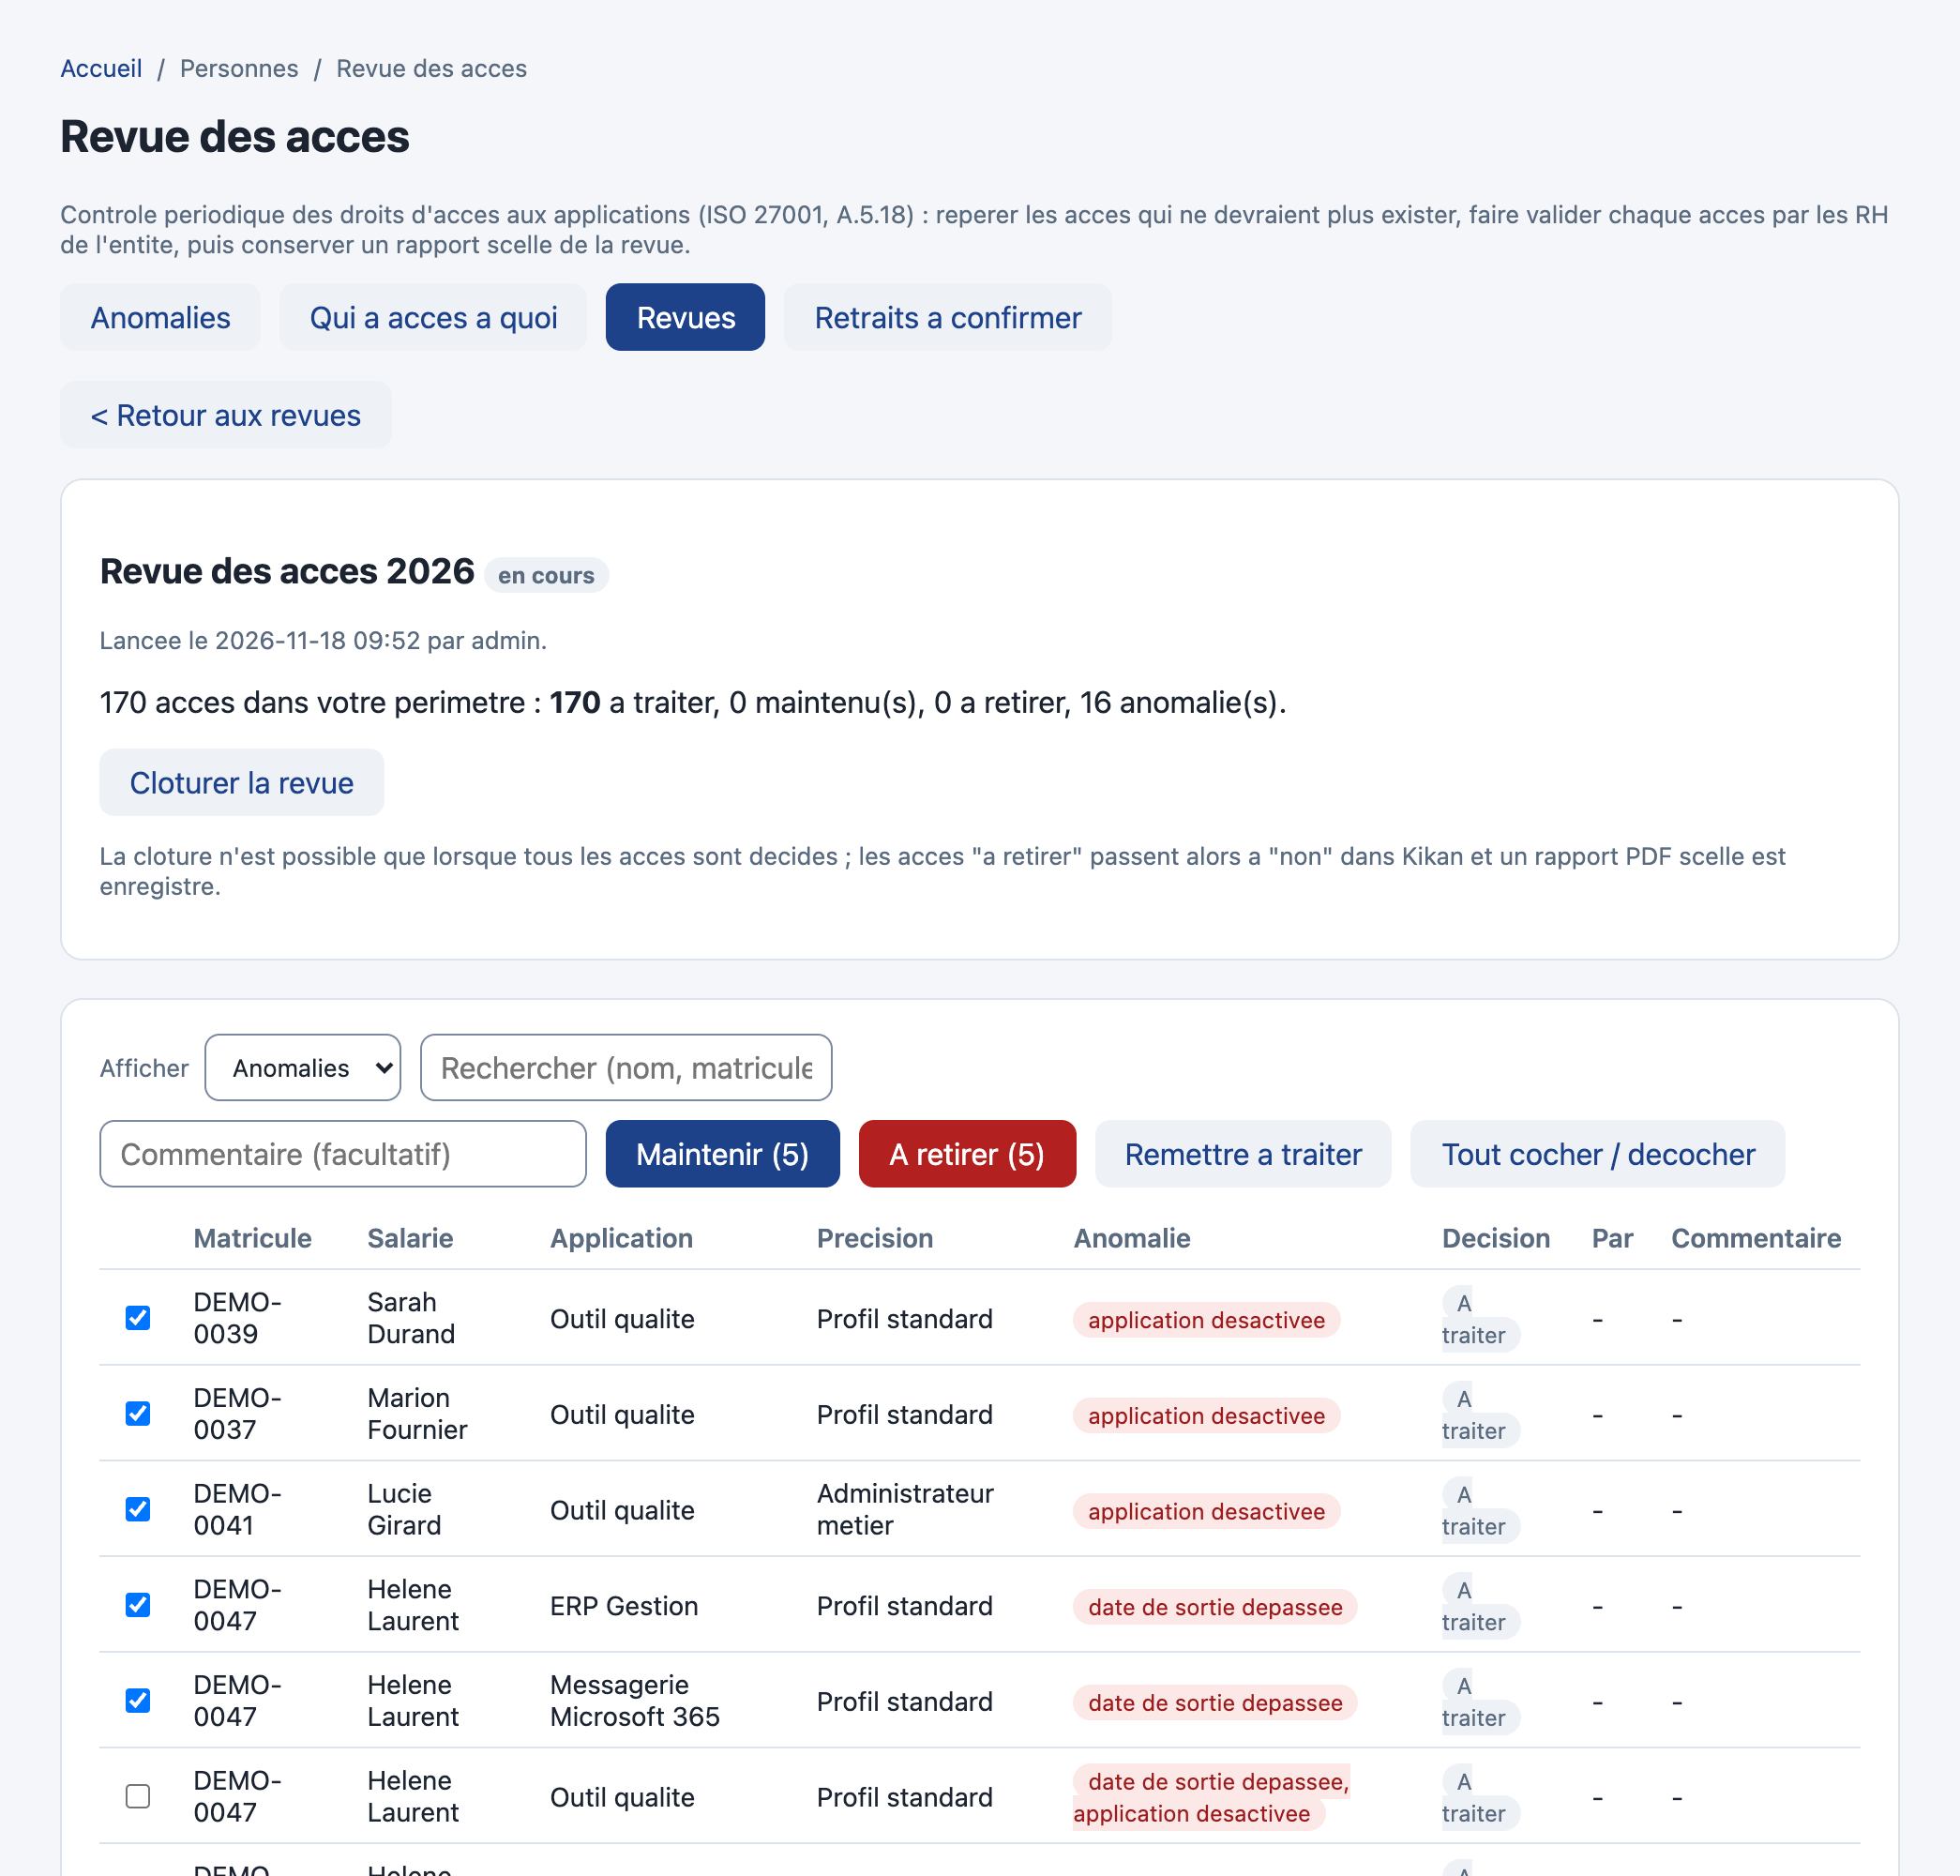 Accueil / Personnes / Revue des acces
Revue des acces
Controle periodique des droits d'acces aux applications (ISO 27001, A.5.18) : reperer les acces qui ne devraient plus exister, faire valider chaque acces par les RH
de l'entite, puis conserver un rapport scelle de la revue.
Anomalies Qui a acces a quoi Revues Retraits a confirmer
< Retour aux revues
Revue des acces 2026 en cours
Lancee le 2026-11-18 09:52 par admin.
170 acces dans votre perimetre : 170 a traiter, 0 maintenu(s), 0 a retirer, 16 anomalie(s).
Cloturer la revue
La cloture n'est possible que lorsque tous les acces sont decides ; les acces "a retirer" passent alors a "non" dans Kikan et un rapport PDF scelle est
enregistre.
Afficher Anomalies Rechercher (nom, matricule
Commentaire (facultatif) Maintenir (5) A retirer (5) Remettre a traiter Tout cocher / decocher
Matricule Salarie Application Precision Anomalie Decision Par Commentaire
DEMO-0039 Sarah Durand Outil qualite Profil standard application desactivee A traiter - -
DEMO-0037 Marion Fournier Outil qualite Profil standard application desactivee A traiter - -
DEMO-0041 Lucie Girard Outil qualite Administrateur metier application desactivee A traiter - -
DEMO-0047 Helene Laurent ERP Gestion Profil standard date de sortie depassee A traiter - -
DEMO-0047 Helene Laurent Messagerie Microsoft 365 Profil standard date de sortie depassee A traiter - -
DEMO-0047 Helene Laurent Outil qualite Profil standard date de sortie depassee, application desactivee A traiter - -